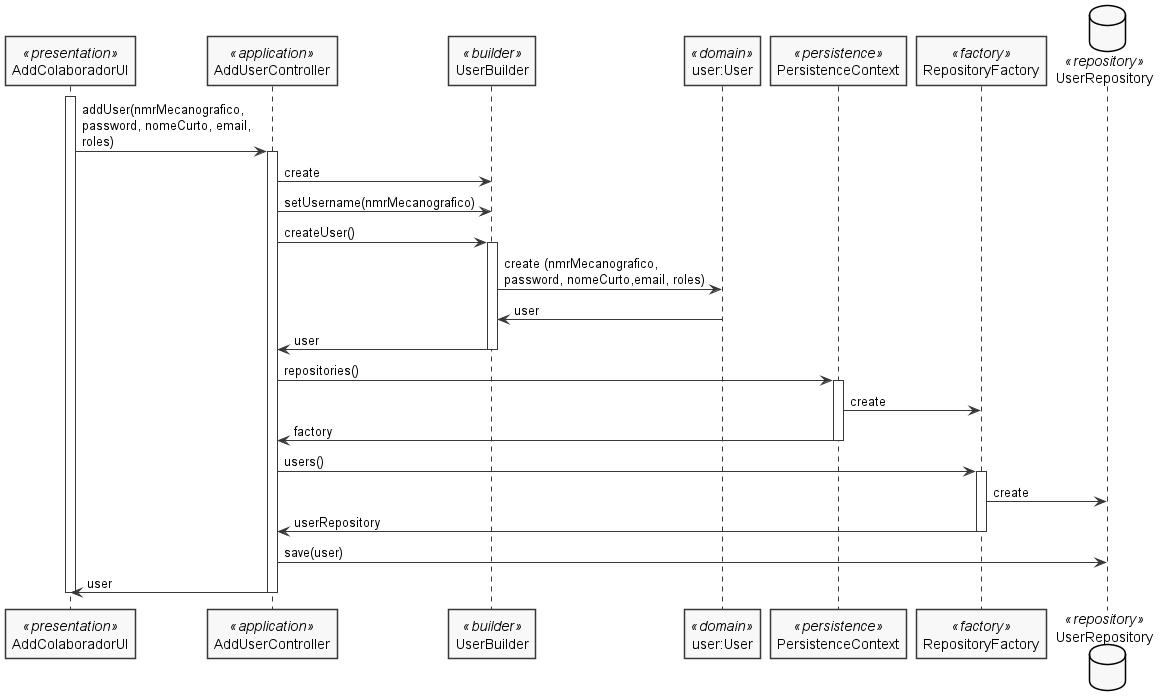 «presentation»
AddColaboradorUI
«application»
AddUserController
«builder»
UserBuilder
«domain»
user:User
«persistence»
PersistenceContext
«factory»
RepositoryFactory
«repository»
UserRepository
addUser(nmrMecanografico,
password, nomeCurto, email,
roles)
create
setUsername(nmrMecanografico)
createUser()
create (nmrMecanografico,
password, nomeCurto,email, roles)
user
user
repositories()
create
factory
users()
create
userRepository
save(user)
user
«presentation»
AddColaboradorUI
«application»
AddUserController
«builder»
UserBuilder
«domain»
user:User
«persistence»
PersistenceContext
«factory»
RepositoryFactory
«repository»
UserRepository